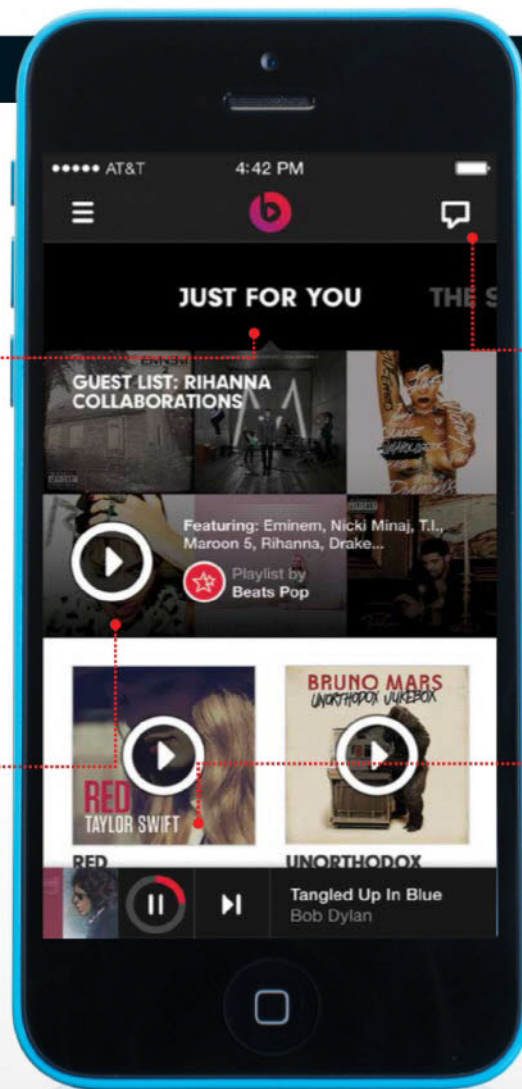 AT&T 4:42 PM
JUST FOR YOU THE S
EMINEM
GUEST LIST: RIHANNA
COLLABORATIONS
Featuring: Eminem, Nicki Minaj, T.I.,
Maroon 5, Rihanna, Drake...
Playlist by
Beats Pop
RED
TAYLOR SWIFT
BRUNO MARS
UNORTHODOX JUKEBOX
RED UNORTHODOX
Tangled Up In Blue
Bob Dylan